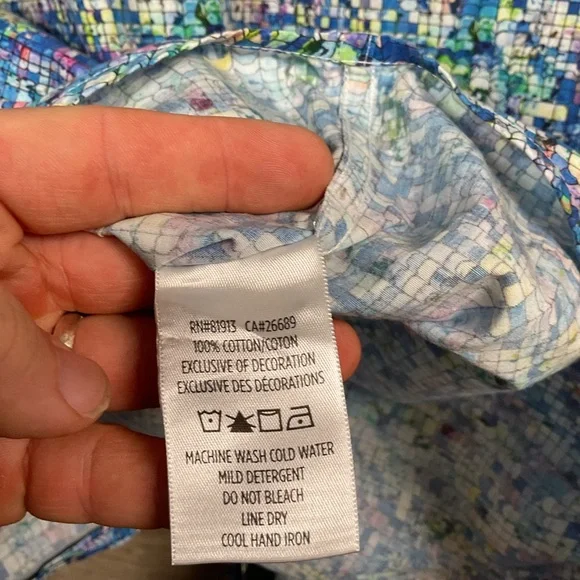 RN#81913 CA#26689
100% COTTON/COTON
EXCLUSIVE OF DECORATION
EXCLUSIVE DES DÉCORATIONS
MACHINE WASH COLD WATER
MILD DETERGENT
DO NOT BLEACH
LINE DRY
COOL HAND IRON